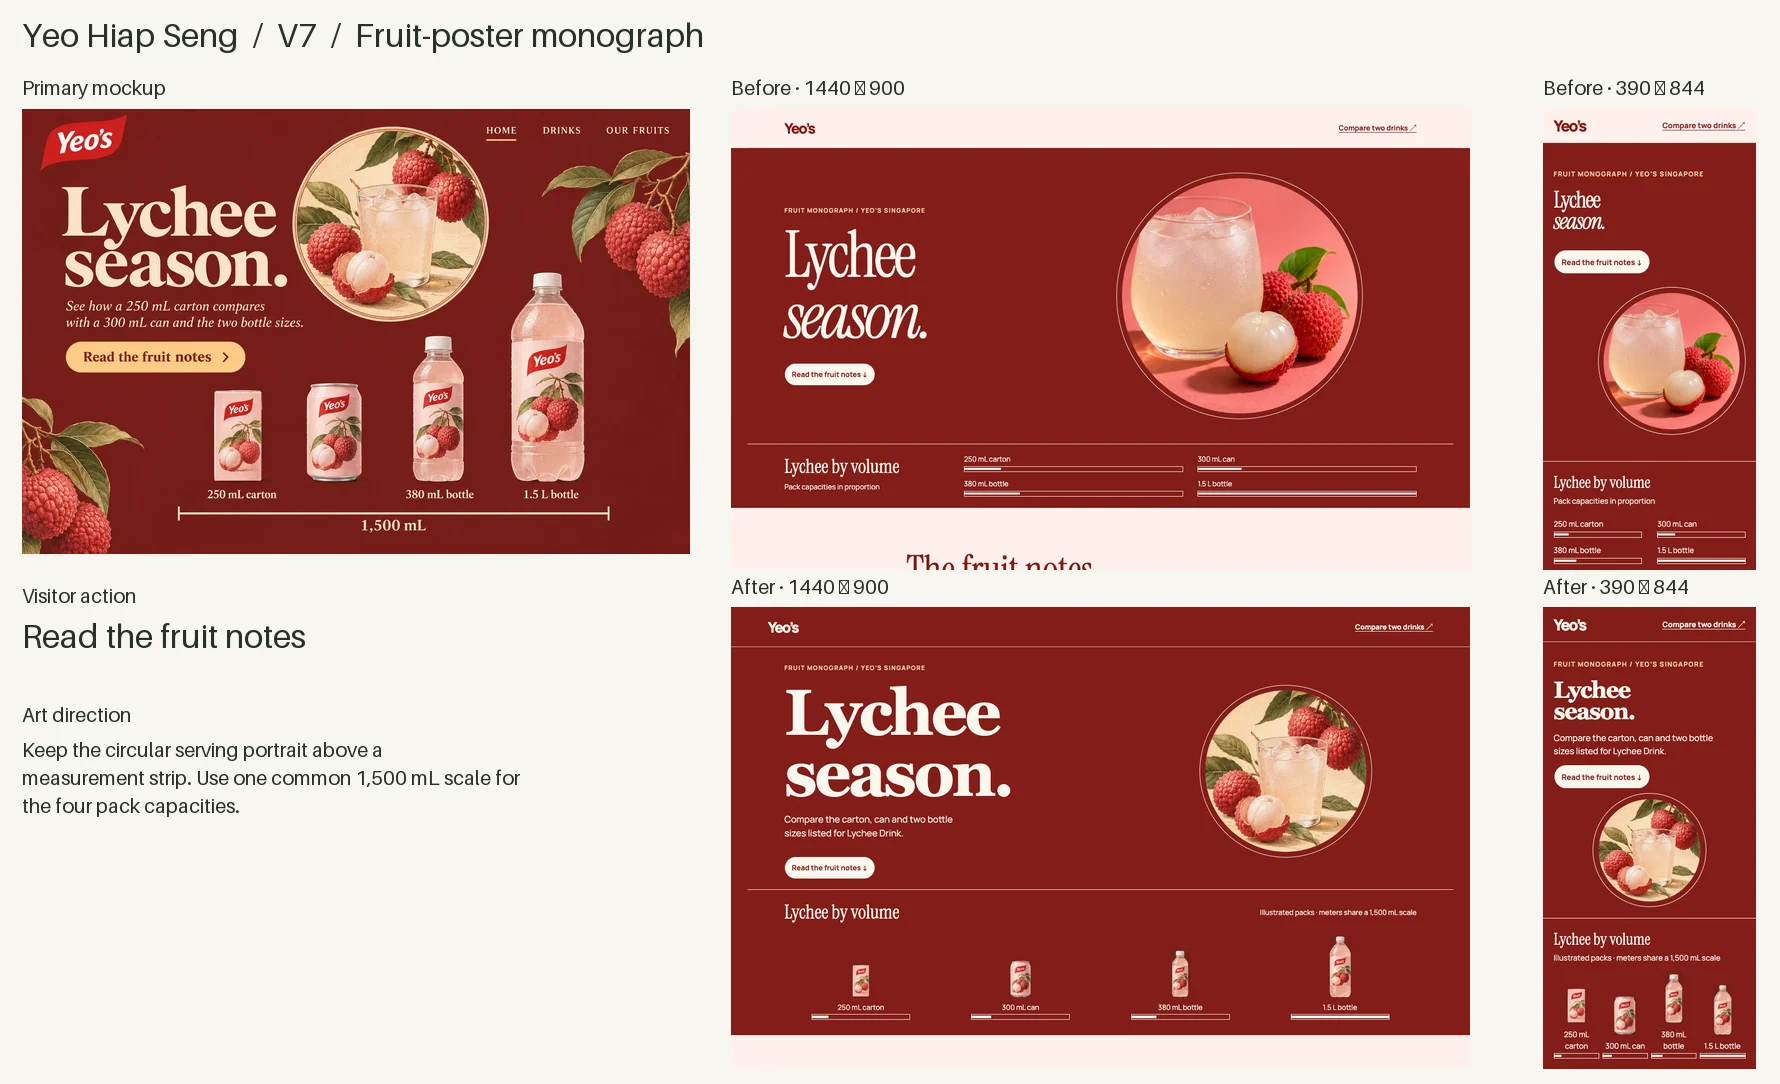 Yeo Hiap Seng / V7 / Fruit-poster monograph
Primary mockup
Yeo's
HOME DRINKS OUR FRUITS
Lychee
season.
See how a 250 mL carton compares
with a 300 mL can and the two bottle sizes.
Read the fruit notes >
Yeo's
Yeo's
Yeo's
Yeo's
250 mL carton 380 mL bottle 1.5 L bottle
1,500 mL
Visitor action
Read the fruit notes
Art direction
Keep the circular serving portrait above a
measurement strip. Use one common 1,500 mL scale for
the four pack capacities.
Before · 1440 900
Yeo's Compare two drinks ↗
FRUIT MONOGRAPH / YEO'S SINGAPORE
Lychee
season.
Read the fruit notes ↓
Lychee by volume
Pack capacities in proportion
250 mL carton 300 mL can
380 mL bottle 1.5 L bottle
The fruit notes
Before · 390 844
Yeo's Compare two drinks ↗
FRUIT MONOGRAPH / YEO'S SINGAPORE
Lychee
season.
Read the fruit notes ↓
Lychee by volume
Pack capacities in proportion
250 mL carton 300 mL can
380 mL bottle 1.5 L bottle
After · 1440 900
Yeo's Compare two drinks ↗
FRUIT MONOGRAPH / YEO'S SINGAPORE
Lychee
season.
Compare the carton, can and two bottle
sizes listed for Lychee Drink.
Read the fruit notes ↓
Lychee by volume
Illustrated packs · meters share a 1,500 mL scale
250 mL carton 300 mL can 380 mL bottle 1.5 L bottle
After · 390 844
Yeo's Compare two drinks ↗
FRUIT MONOGRAPH / YEO'S SINGAPORE
Lychee
season.
Compare the carton, can and two bottle
sizes listed for Lychee Drink.
Read the fruit notes ↓
Lychee by volume
Illustrated packs · meters share a 1,500 mL scale
250 mL
carton 300 mL can 380 mL
bottle 1.5 L bottle